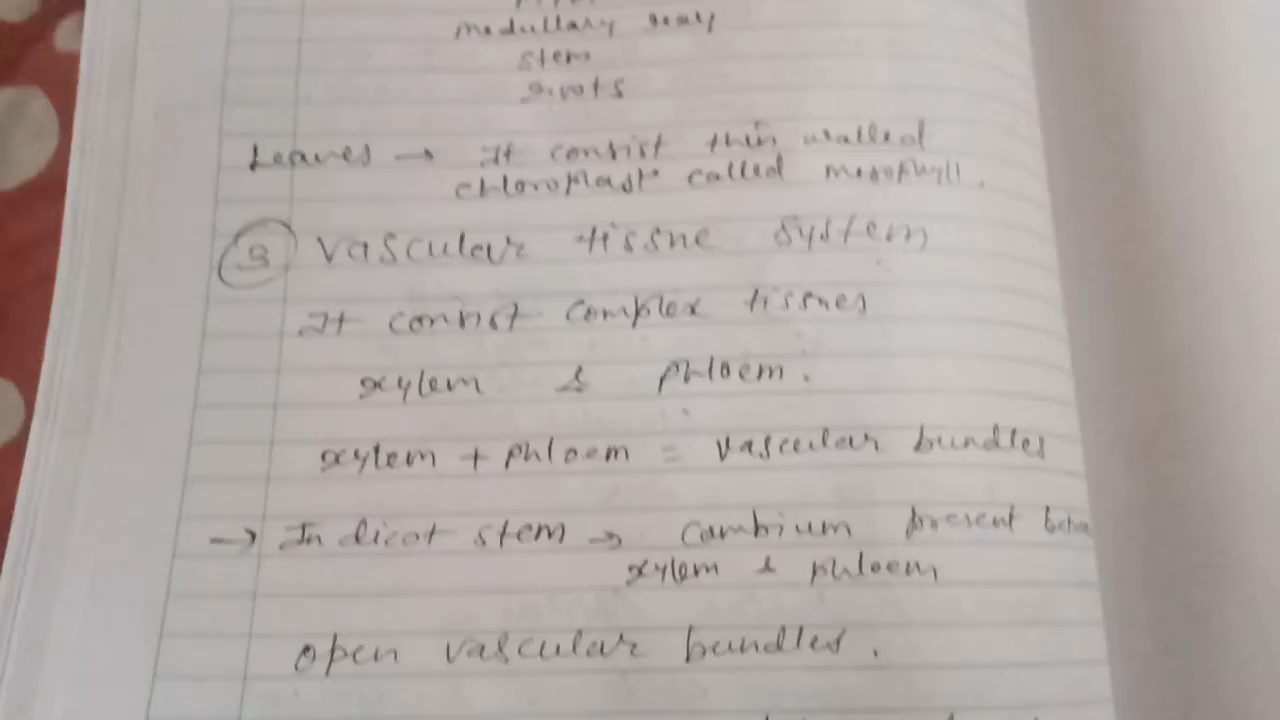 medullary rays
stem
roots
Leaves → It consist thin walled
chloroplast called mesophyll.
3 Vascular tissue system
It consist complex tissues
xylem & phloem.
xylem + phloem = vascular bundles
→ In dicot stem → cambium present
xylem & phloem
open vascular bundles.